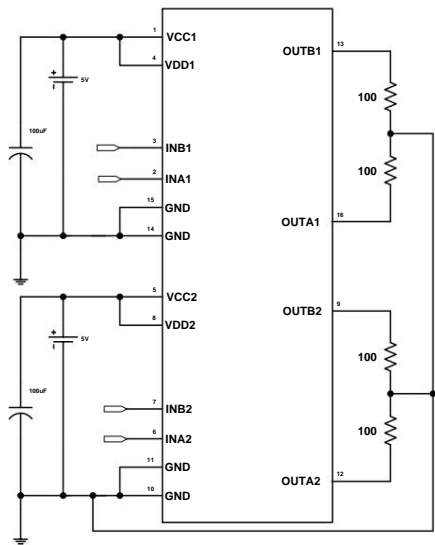 1
VCC1
13
OUTB1
4
VDD1
+
5V
100
100uF
3
INB1
2
INA1
100
15
GND
16
OUTA1
14
GND
5
VCC2
9
OUTB2
8
VDD2
+
5V
100
100uF
7
INB2
6
INA2
100
11
GND
12
OUTA2
10
GND